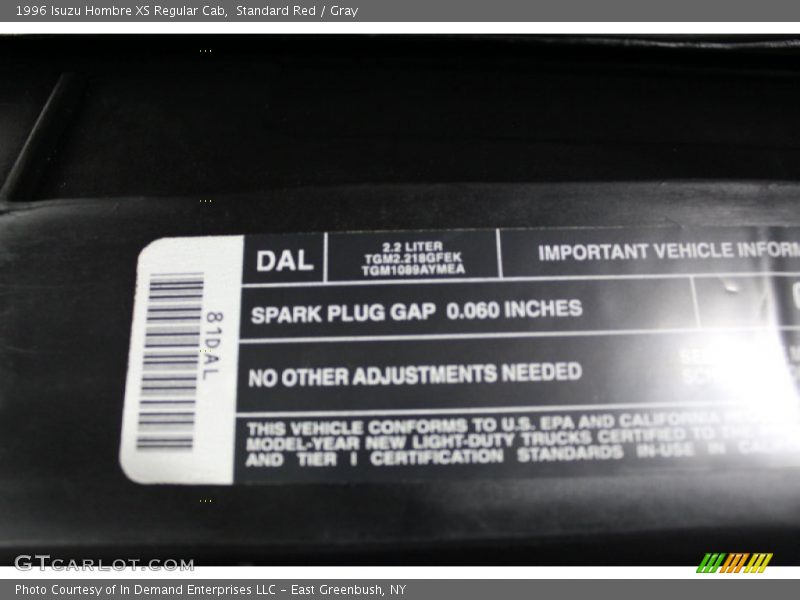 1996 Isuzu Hombre XS Regular Cab, Standard Red / Gray
DAL
2.2 LITER
TGM2.218GFEK
TGM1089AYMEA
IMPORTANT VEHICLE INFORM
81DAL
SPARK PLUG GAP 0.060 INCHES
NO OTHER ADJUSTMENTS NEEDED
THIS VEHICLE CONFORMS TO U.S. EPA AND CALIFORNIA
MODEL-YEAR NEW LIGHT-DUTY TRUCKS CERTIFIED TO
AND TIER I CERTIFICATION STANDARDS IN-USE IN
GTCARLOT.COM
Photo Courtesy of In Demand Enterprises LLC - East Greenbush, NY